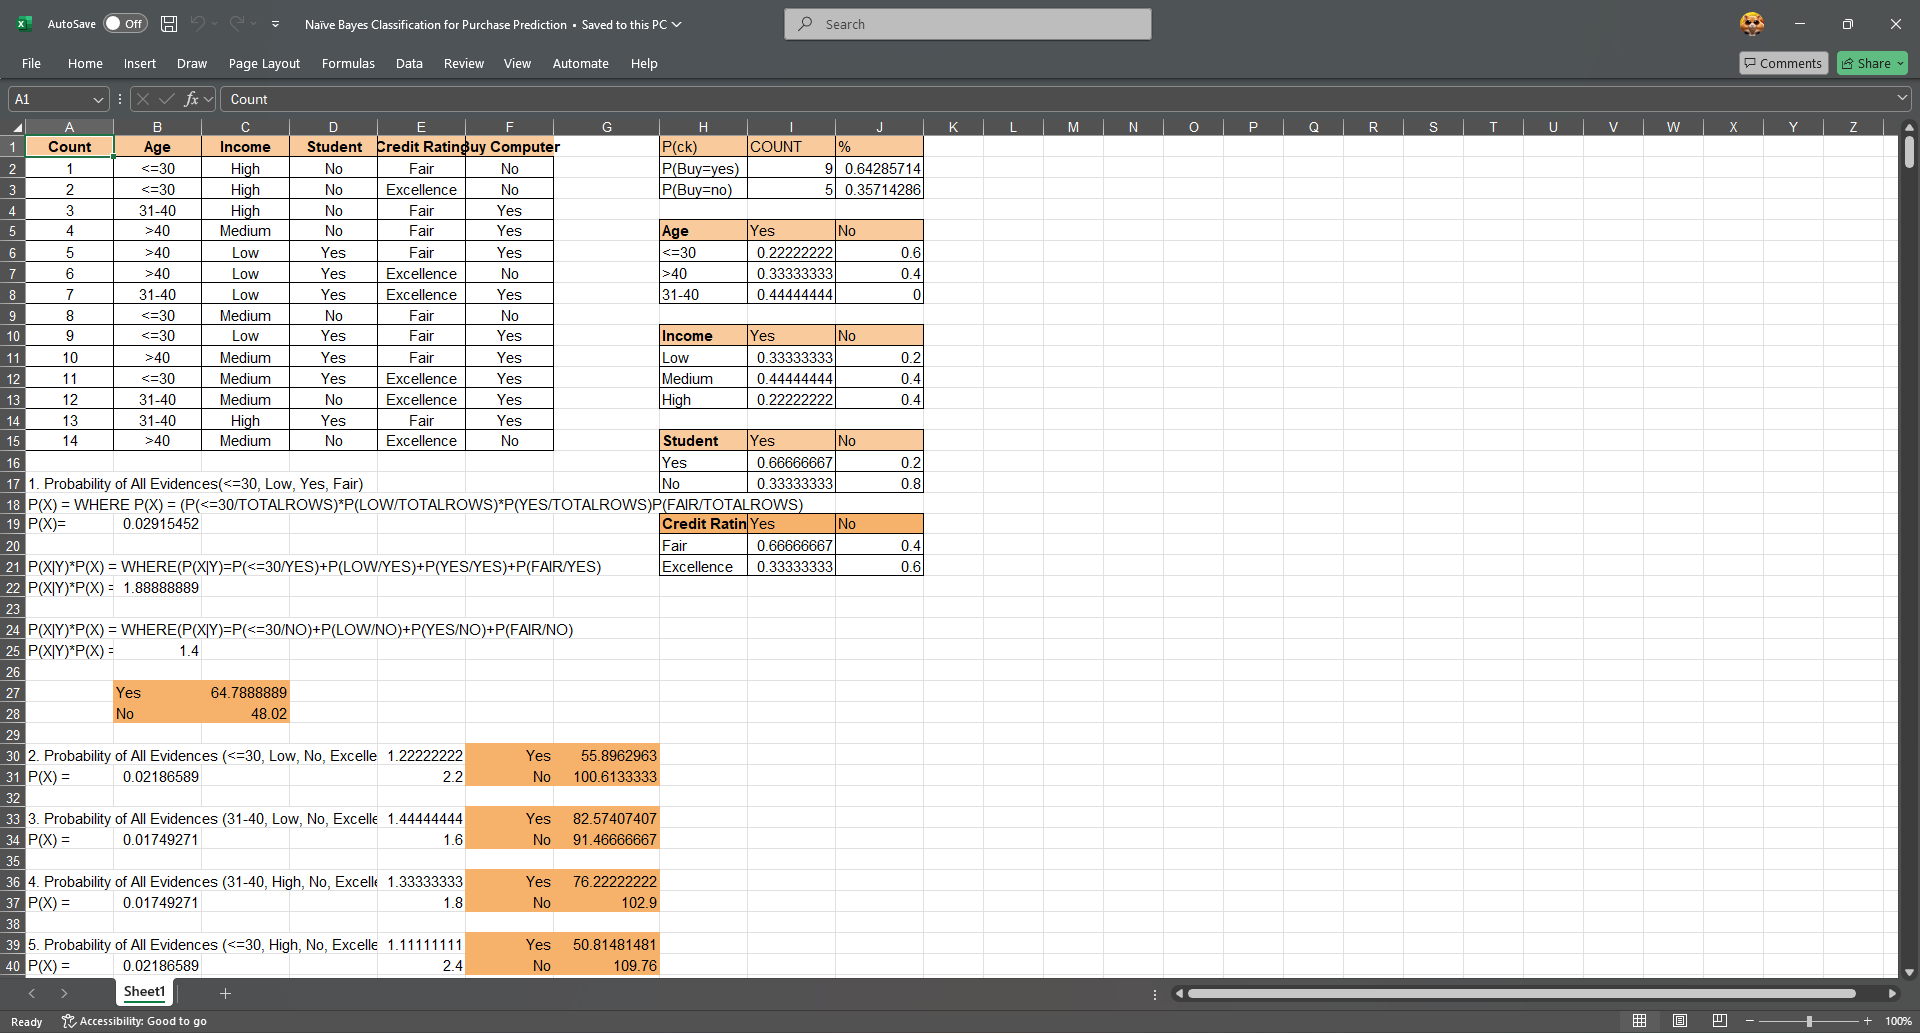 AutoSave Off Naïve Bayes Classification for Purchase Prediction • Saved to this PC Search
File Home Insert Draw Page Layout Formulas Data Review View Automate Help Comments Share
A1 fx Count
A B C D E F G H I J K L M N O P Q R S T U V W X Y Z
1 Count Age Income Student Credit Rating Buy Computer P(ck) COUNT %
2 1 <=30 High No Fair No P(Buy=yes) 9 0.64285714
3 2 <=30 High No Excellence No P(Buy=no) 5 0.35714286
4 3 31-40 High No Fair Yes
5 4 >40 Medium No Fair Yes Age Yes No
6 5 >40 Low Yes Fair Yes <=30 0.22222222 0.6
7 6 >40 Low Yes Excellence No >40 0.33333333 0.4
8 7 31-40 Low Yes Excellence Yes 31-40 0.44444444 0
9 8 <=30 Medium No Fair No
10 9 <=30 Low Yes Fair Yes Income Yes No
11 10 >40 Medium Yes Fair Yes Low 0.33333333 0.2
12 11 <=30 Medium Yes Excellence Yes Medium 0.44444444 0.4
13 12 31-40 Medium No Excellence Yes High 0.22222222 0.4
14 13 31-40 High Yes Fair Yes
15 14 >40 Medium No Excellence No Student Yes No
16 Yes 0.66666667 0.2
17 1. Probability of All Evidences(<=30, Low, Yes, Fair) No 0.33333333 0.8
18 P(X) = WHERE P(X) = (P(<=30/TOTALROWS)*P(LOW/TOTALROWS)*P(YES/TOTALROWS)P(FAIR/TOTALROWS)
19 P(X)= 0.02915452 Credit Ratin Yes No
20 Fair 0.66666667 0.4
21 P(X|Y)*P(X) = WHERE(P(X|Y)=P(<=30/YES)+P(LOW/YES)+P(YES/YES)+P(FAIR/YES) Excellence 0.33333333 0.6
22 P(X|Y)*P(X) = 1.88888889
23
24 P(X|Y)*P(X) = WHERE(P(X|Y)=P(<=30/NO)+P(LOW/NO)+P(YES/NO)+P(FAIR/NO)
25 P(X|Y)*P(X) = 1.4
26
27 Yes 64.7888889
28 No 48.02
29
30 2. Probability of All Evidences (<=30, Low, No, Excelle 1.22222222 Yes 55.8962963
31 P(X) = 0.02186589 2.2 No 100.6133333
32
33 3. Probability of All Evidences (31-40, Low, No, Excelle 1.44444444 Yes 82.57407407
34 P(X) = 0.01749271 1.6 No 91.46666667
35
36 4. Probability of All Evidences (31-40, High, No, Excelle 1.33333333 Yes 76.22222222
37 P(X) = 0.01749271 1.8 No 102.9
38
39 5. Probability of All Evidences (<=30, High, No, Excelle 1.11111111 Yes 50.81481481
40 P(X) = 0.02186589 2.4 No 109.76
Sheet1
Ready Accessibility: Good to go 100%